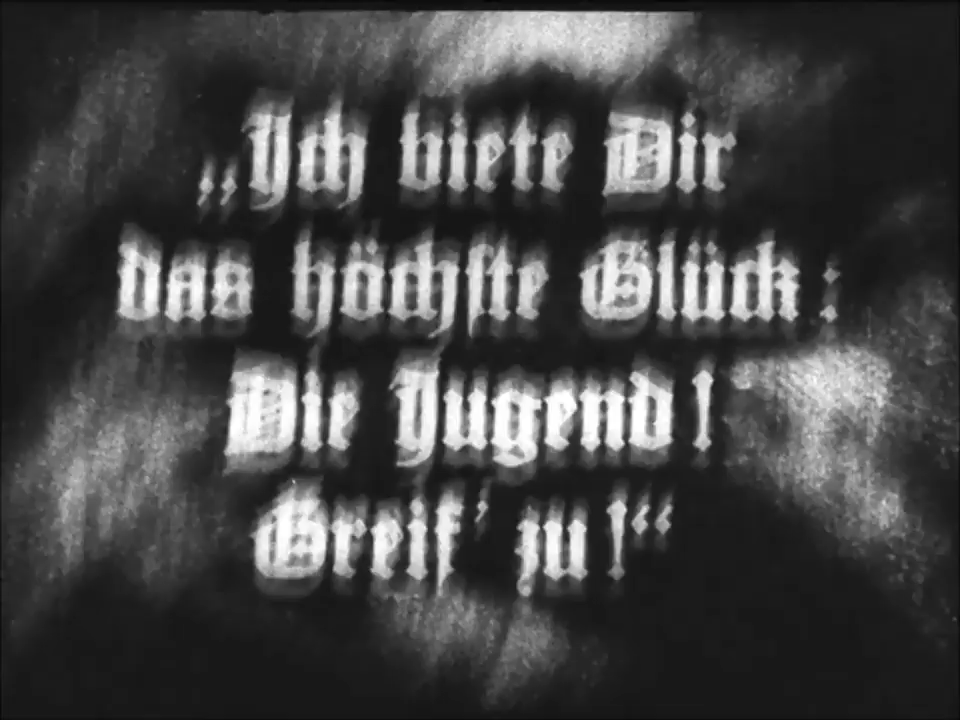 „Ich biete Dir
das höchste Glück:
Die Jugend!
Greif' zu!“